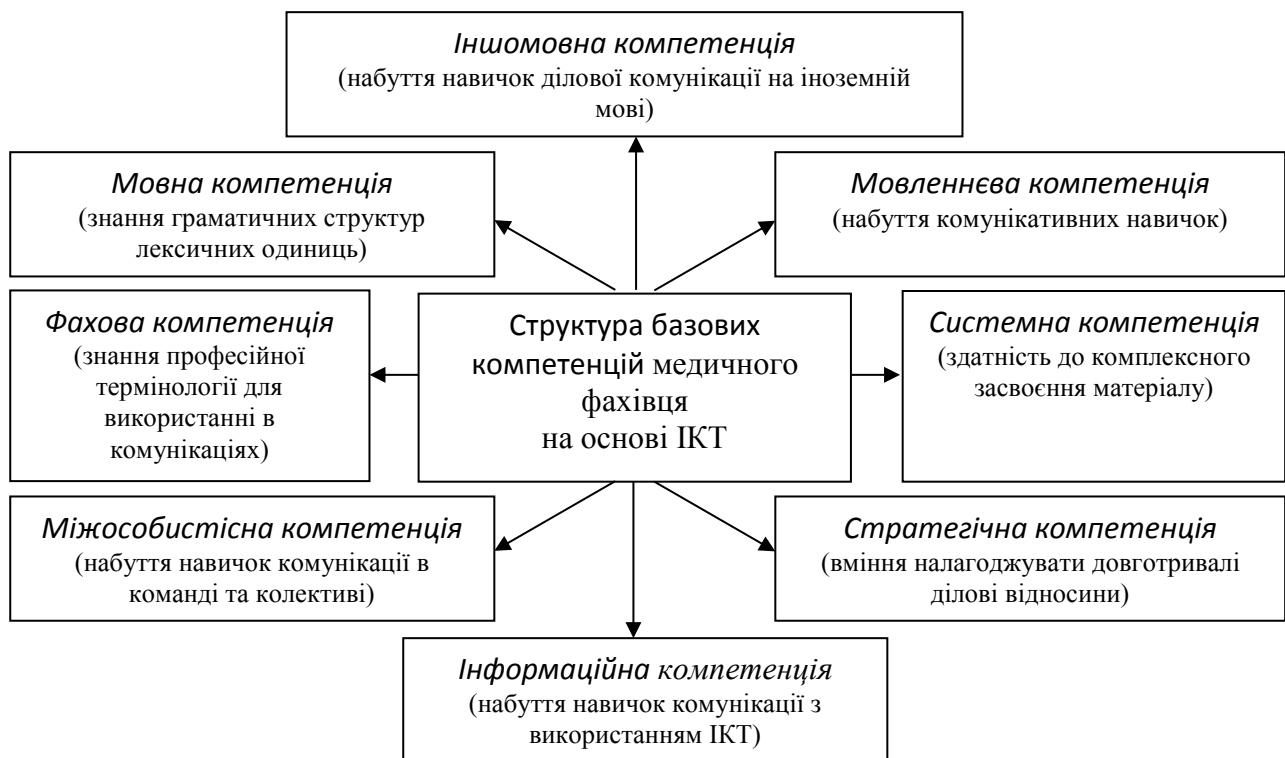 Іншомовна компетенція
(набуття навичок ділової комунікації на іноземній
мові)
Мовна компетенція
(знання граматичних структур
лексичних одиниць)
Мовленнєва компетенція
(набуття комунікативних навичок)
Фахова компетенція
(знання професійної
термінології для
використанні в
комунікаціях)
Структура базових
компетенцій медичного
фахівця
на основі ІКТ
Системна компетенція
(здатність до комплексного
засвоєння матеріалу)
Міжособистісна компетенція
(набуття навичок комунікації в
команді та колективі)
Стратегічна компетенція
(вміння налагоджувати довготривалі
ділові відносини)
Інформаційна компетенція
(набуття навичок комунікації з
використанням ІКТ)